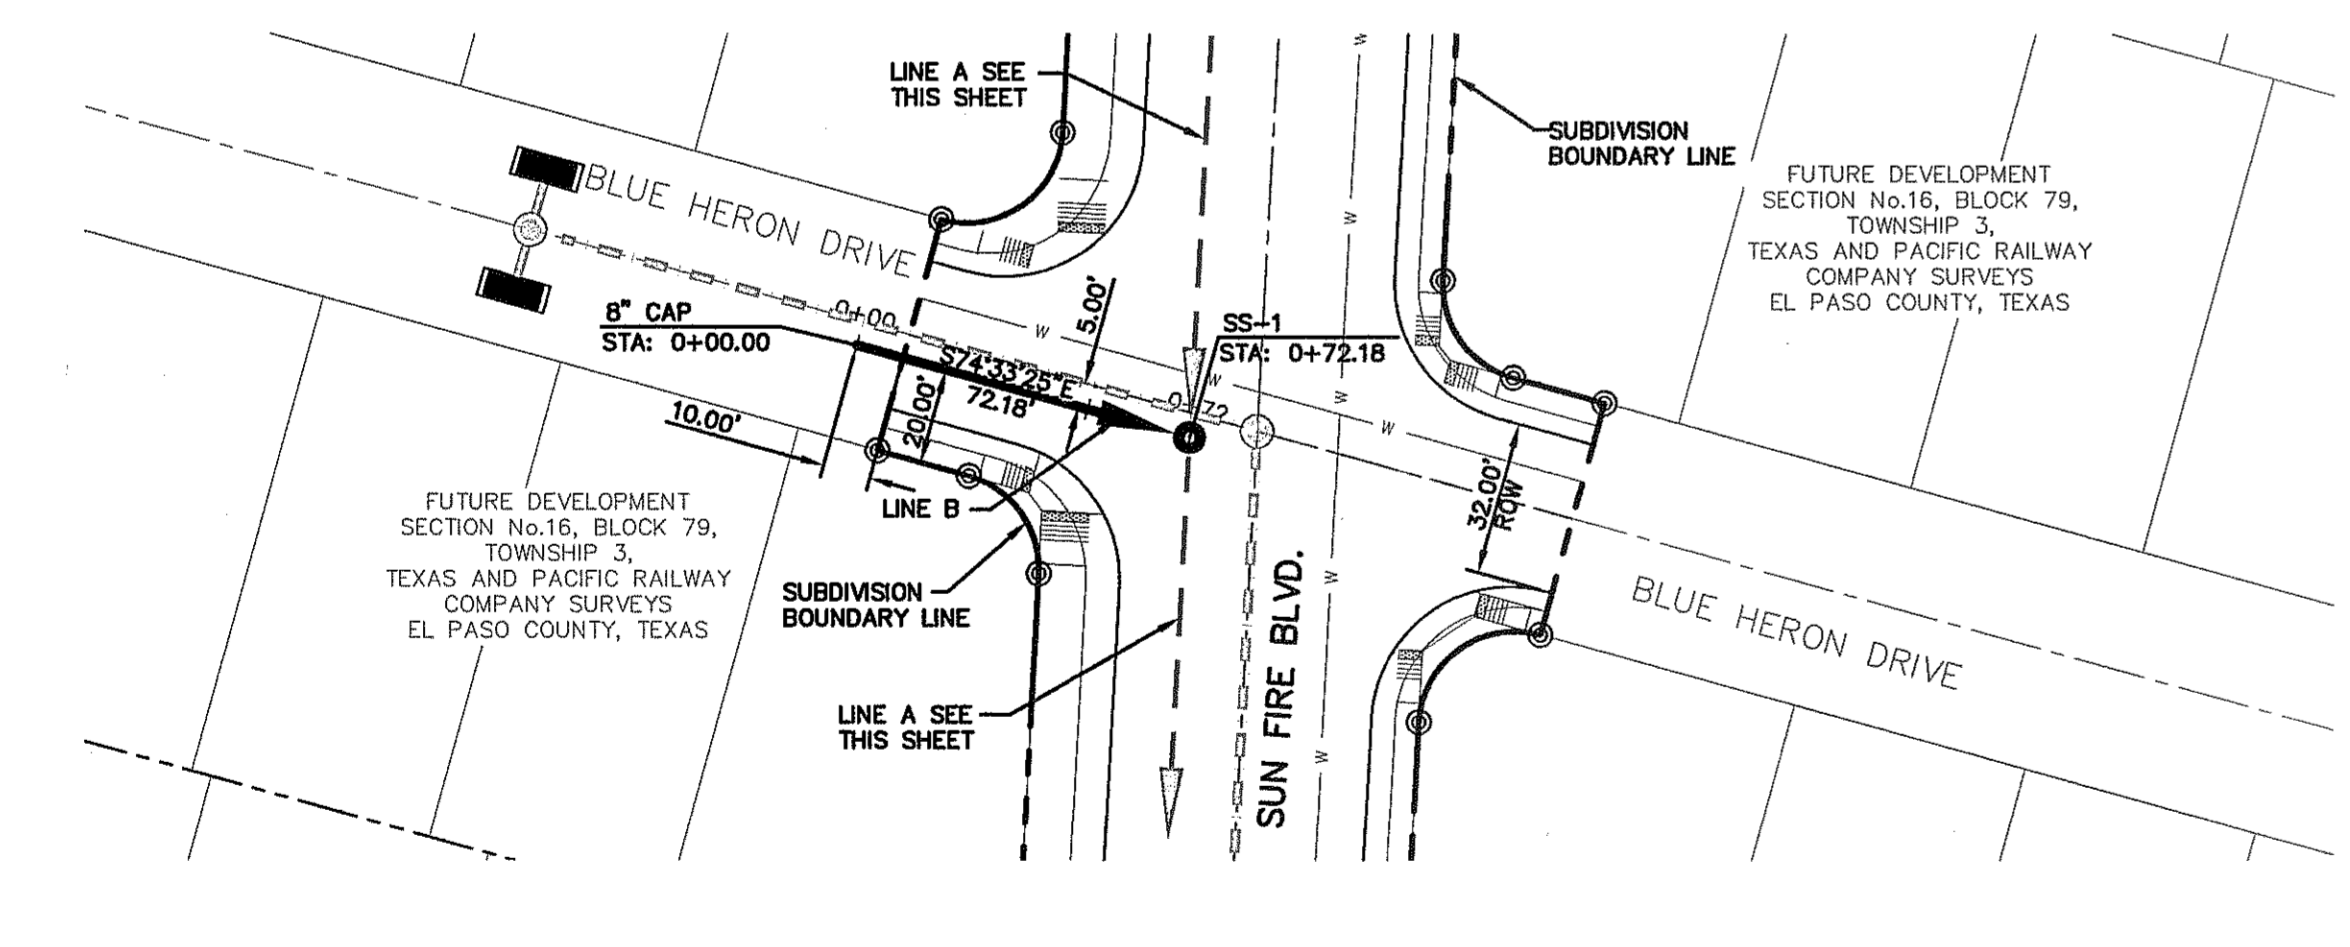 LINE A SEE
THIS SHEET
SUBDIVISION
BOUNDARY LINE
FUTURE DEVELOPMENT
SECTION No.16, BLOCK 79,
TOWNSHIP 3,
TEXAS AND PACIFIC RAILWAY
COMPANY SURVEYS
EL PASO COUNTY, TEXAS
BLUE HERON DRIVE
8" CAP
STA: 0+00.00
0+00
5.00'
SS-1
STA: 0+72.18
S74°33'25"E
72.18'
0+72
10.00'
20.00'
LINE B
32.00'
ROW
FUTURE DEVELOPMENT
SECTION No.16, BLOCK 79,
TOWNSHIP 3,
TEXAS AND PACIFIC RAILWAY
COMPANY SURVEYS
EL PASO COUNTY, TEXAS
SUBDIVISION
BOUNDARY LINE
SUN FIRE BLVD.
BLUE HERON DRIVE
LINE A SEE
THIS SHEET
W
W
W
W
W
W
W
W